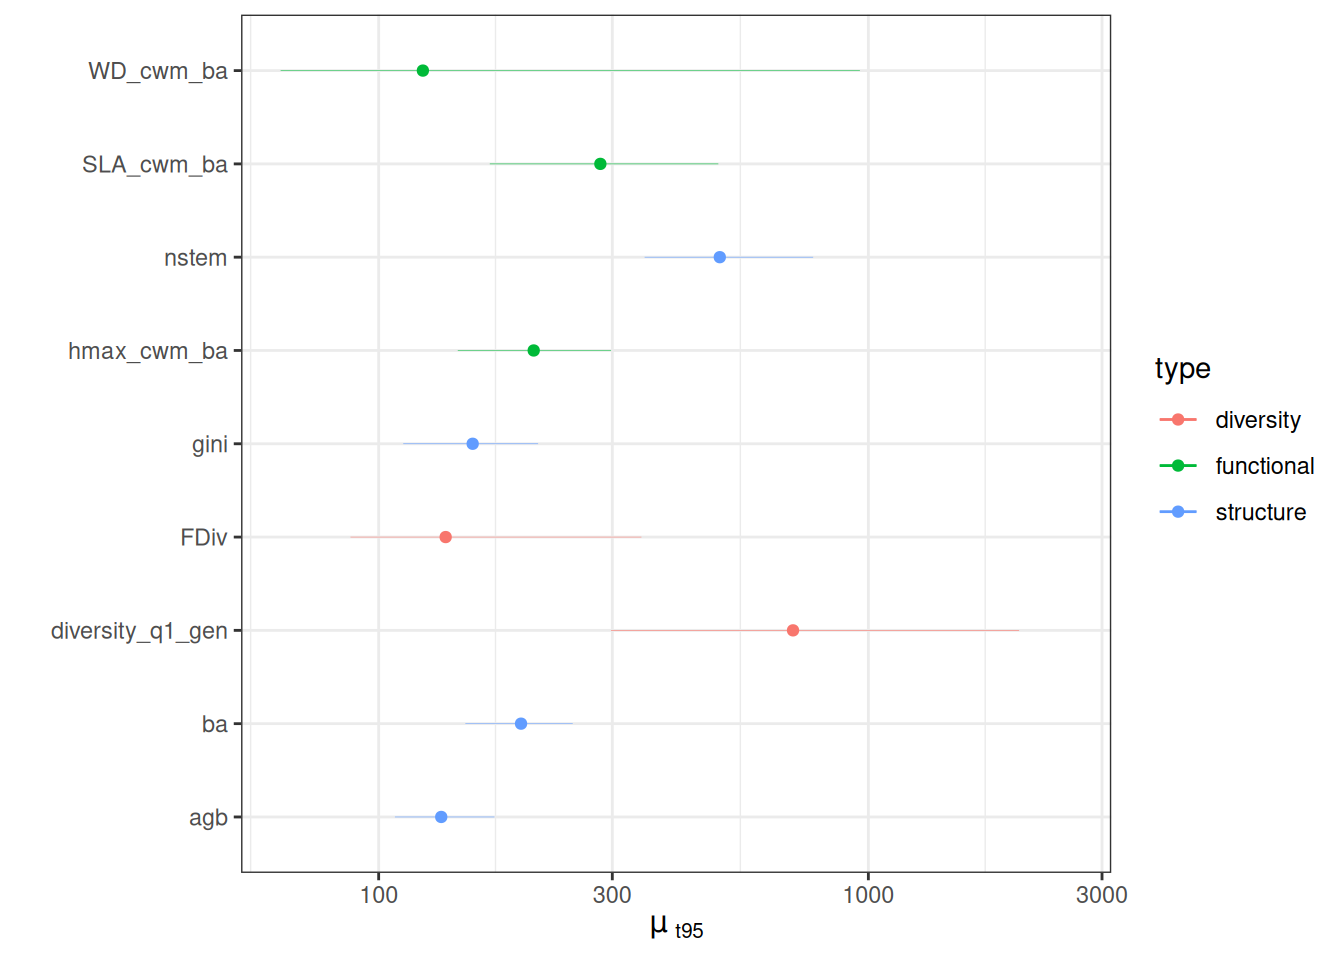 WD_cwm_ba
SLA_cwm_ba
nstem
hmax_cwm_ba
gini
FDiv
diversity_q1_gen
ba
agb
100 300 1000 3000
μ t95
type
diversity
functional
structure